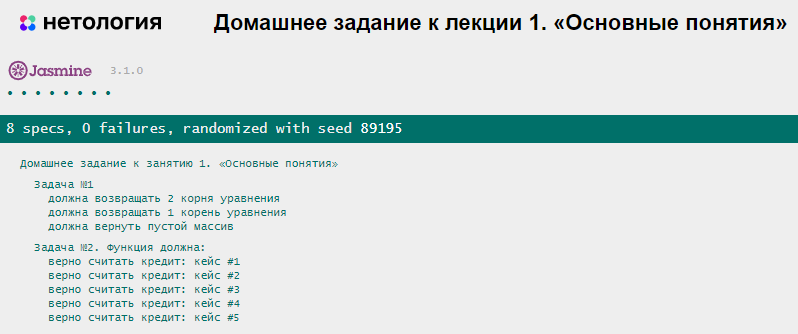 нетология
Домашнее задание к лекции 1. «Основные понятия»
Jasmine 3.1.0
• • • • • • • •
8 specs, 0 failures, randomized with seed 89195
Домашнее задание к занятию 1. «Основные понятия»
Задача №1
должна возвращать 2 корня уравнения
должна возвращать 1 корень уравнения
должна вернуть пустой массив
Задача №2. Функция должна:
верно считать кредит: кейс #1
верно считать кредит: кейс #2
верно считать кредит: кейс #3
верно считать кредит: кейс #4
верно считать кредит: кейс #5